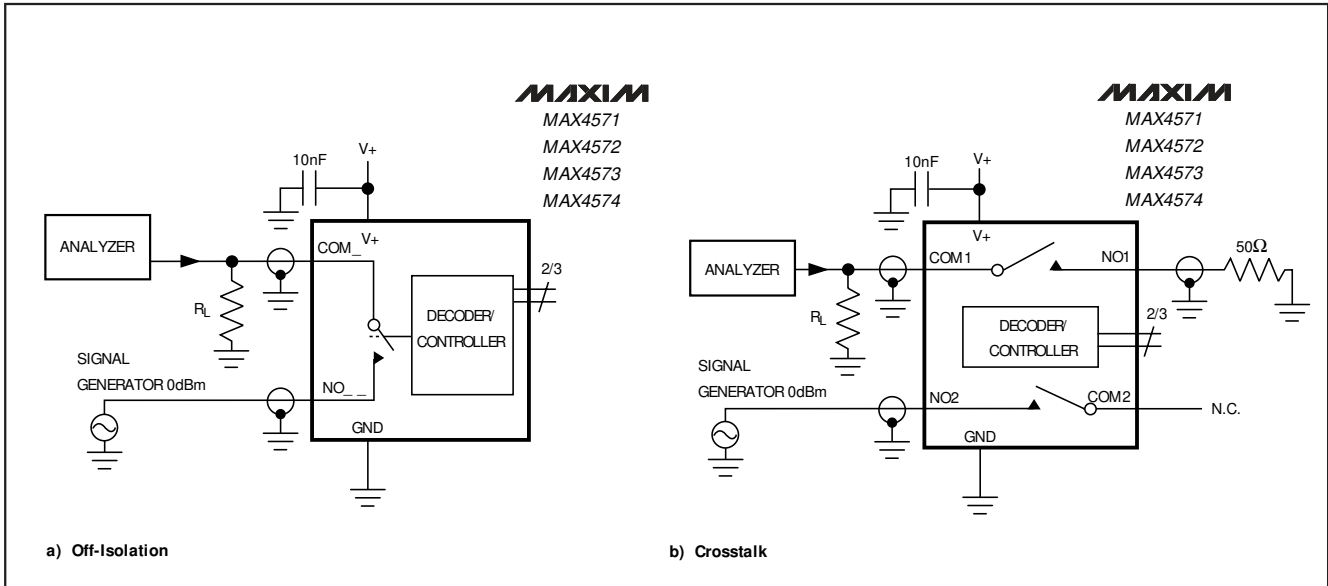 MAXIM
MAX4571
MAX4572
MAX4573
MAX4574
10nF
V+
ANALYZER
COM_
V+
2/3
RL
DECODER/
CONTROLLER
SIGNAL
GENERATOR 0dBm
NO_ _
GND
a) Off-Isolation
MAXIM
MAX4571
MAX4572
MAX4573
MAX4574
10nF
V+
V+
ANALYZER
COM1
NO1
50Ω
RL
2/3
DECODER/
CONTROLLER
SIGNAL
GENERATOR 0dBm
NO2
COM2
N.C.
GND
b) Crosstalk